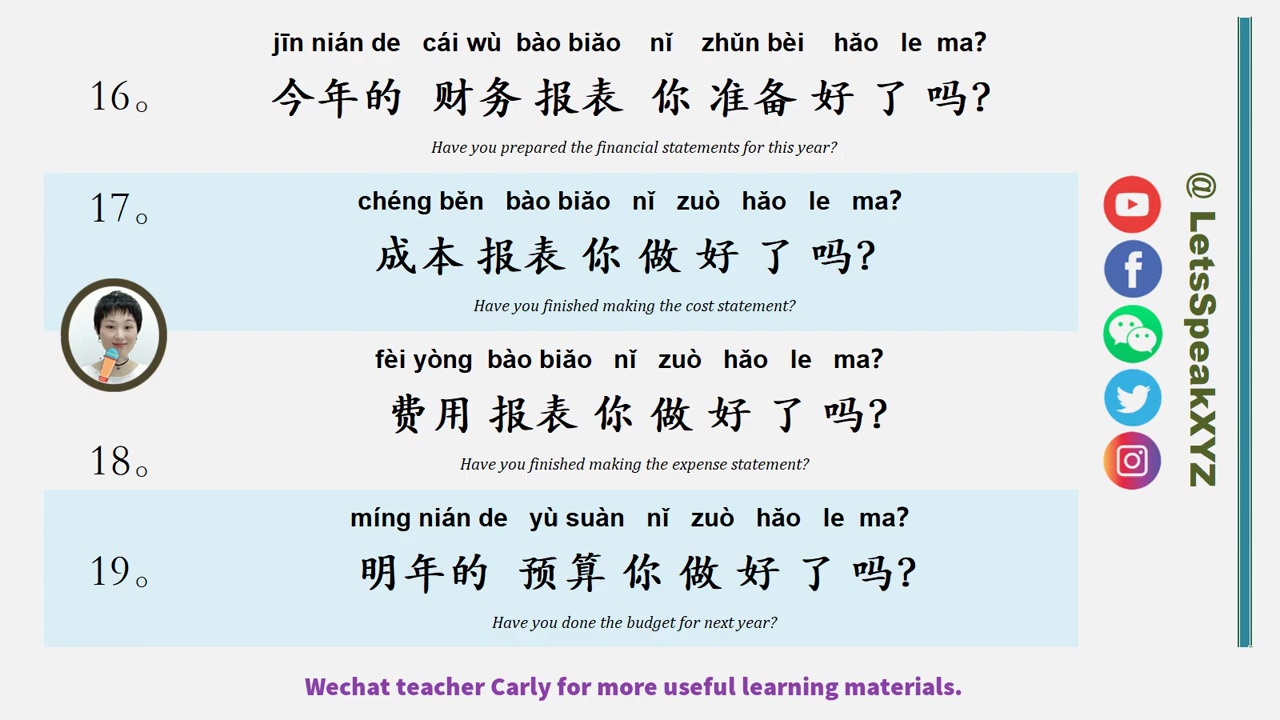 jīn nián de cái wù bào biǎo nǐ zhǔn bèi hǎo le ma?
16。 今年的 财务 报表 你 准备 好 了 吗?
Have you prepared the financial statements for this year?
17。 chéng běn bào biǎo nǐ zuò hǎo le ma?
成本 报表 你 做 好 了 吗?
Have you finished making the cost statement?
fèi yòng bào biǎo nǐ zuò hǎo le ma?
费用 报表 你 做 好 了 吗?
18。 Have you finished making the expense statement?
míng nián de yù suàn nǐ zuò hǎo le ma?
19。 明年的 预算 你 做 好 了 吗?
Have you done the budget for next year?
@ LetsSpeakXYZ
Wechat teacher Carly for more useful learning materials.